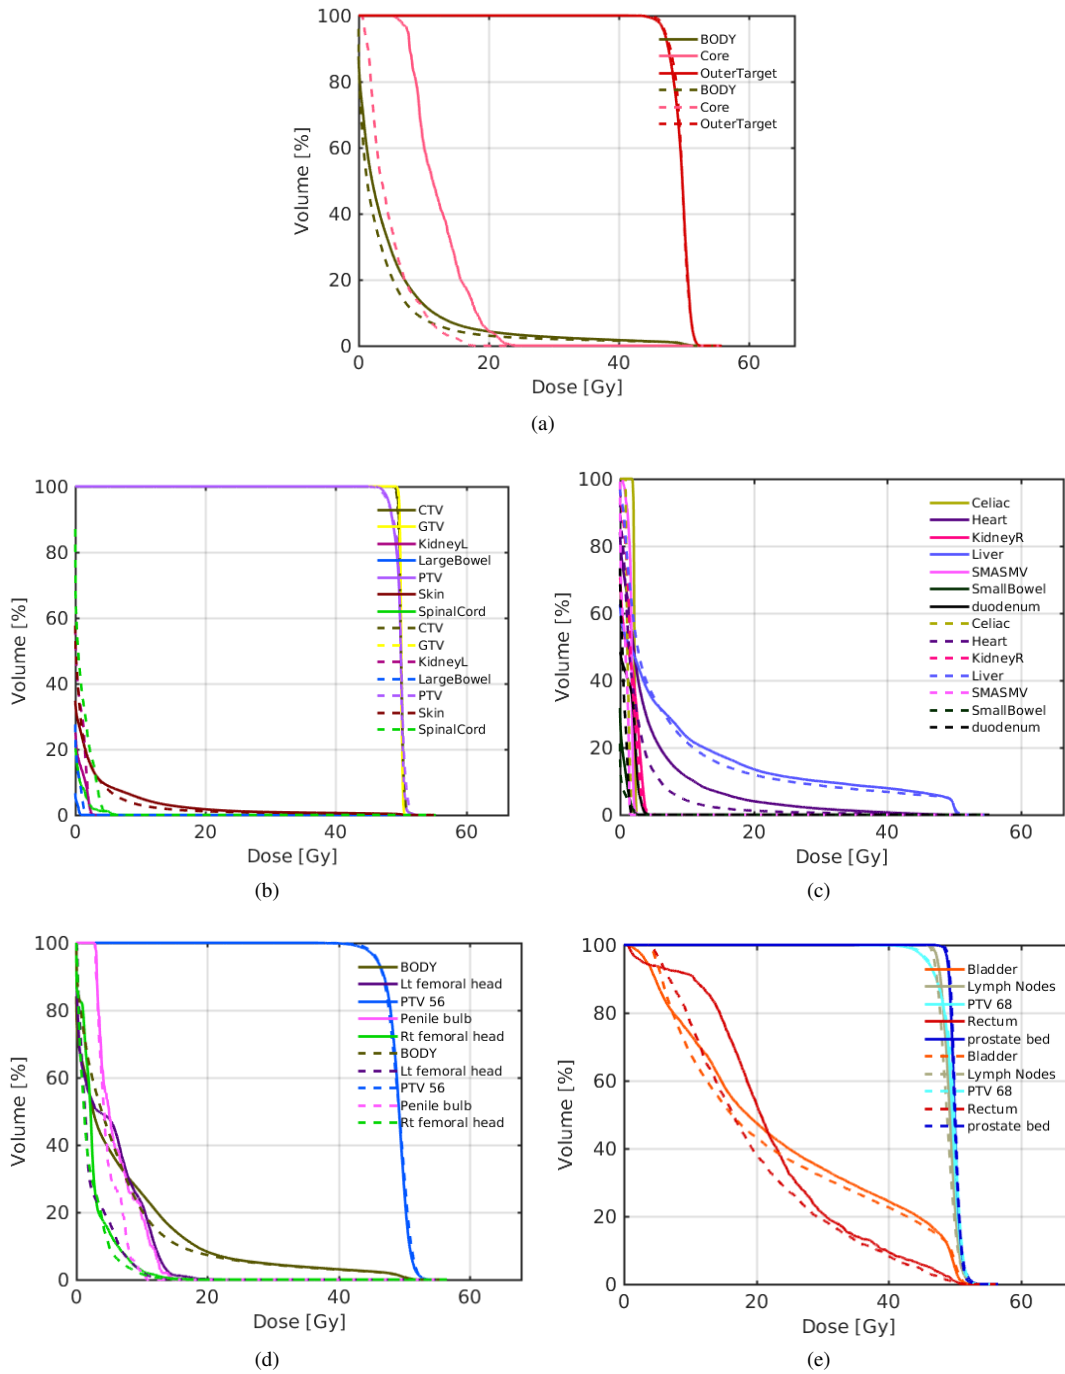 100
80
60
40
20
0
Volume [%]
BODY
Core
OuterTarget
BODY
Core
OuterTarget
0 20 40 60
Dose [Gy]
(a)
100
80
60
40
20
0
Volume [%]
CTV
GTV
KidneyL
LargeBowel
PTV
Skin
SpinalCord
CTV
GTV
KidneyL
LargeBowel
PTV
Skin
SpinalCord
0 20 40 60
Dose [Gy]
(b)
100
80
60
40
20
0
Volume [%]
Celiac
Heart
KidneyR
Liver
SMASMV
SmallBowel
duodenum
Celiac
Heart
KidneyR
Liver
SMASMV
SmallBowel
duodenum
0 20 40 60
Dose [Gy]
(c)
100
80
60
40
20
0
Volume [%]
BODY
Lt femoral head
PTV 56
Penile bulb
Rt femoral head
BODY
Lt femoral head
PTV 56
Penile bulb
Rt femoral head
0 20 40 60
Dose [Gy]
(d)
100
80
60
40
20
0
Volume [%]
Bladder
Lymph Nodes
PTV 68
Rectum
prostate bed
Bladder
Lymph Nodes
PTV 68
Rectum
prostate bed
0 20 40 60
Dose [Gy]
(e)